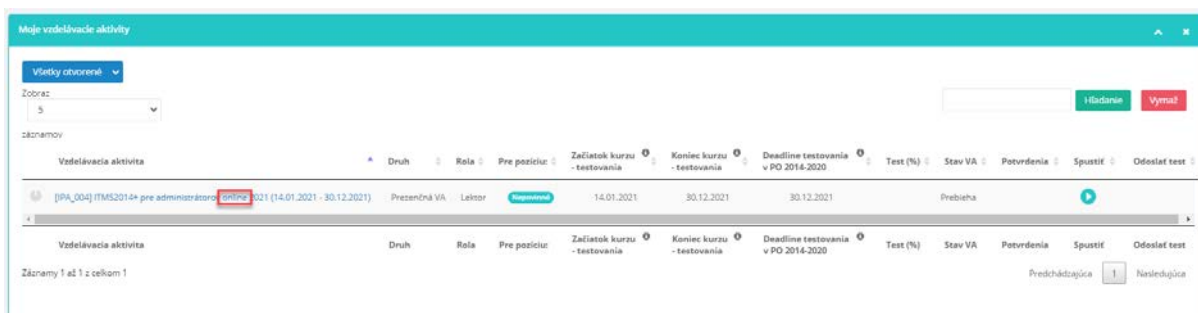 Moje vzdelávacie aktivity
Všetky otvorené
Zobraz
5
záznamov
Hľadanie Vymaž
Vzdelávacia aktivita Druh Rola Pre pozíciu: Začiatok kurzu - testovania Koniec kurzu - testovania Deadline testovania v PO 2014-2020 Test (%) Stav VA Potvrdenia Spustiť Odoslať test
[IPA_004] ITMS2014+ pre administrátorov online 2021 (14.01.2021 - 30.12.2021) Prezenčná VA Lektor Nepovinné 14.01.2021 30.12.2021 30.12.2021 Prebieha
Vzdelávacia aktivita Druh Rola Pre pozíciu: Začiatok kurzu - testovania Koniec kurzu - testovania Deadline testovania v PO 2014-2020 Test (%) Stav VA Potvrdenia Spustiť Odoslať test
Záznamy 1 až 1 z celkom 1 Predchádzajúca 1 Nasledujúca